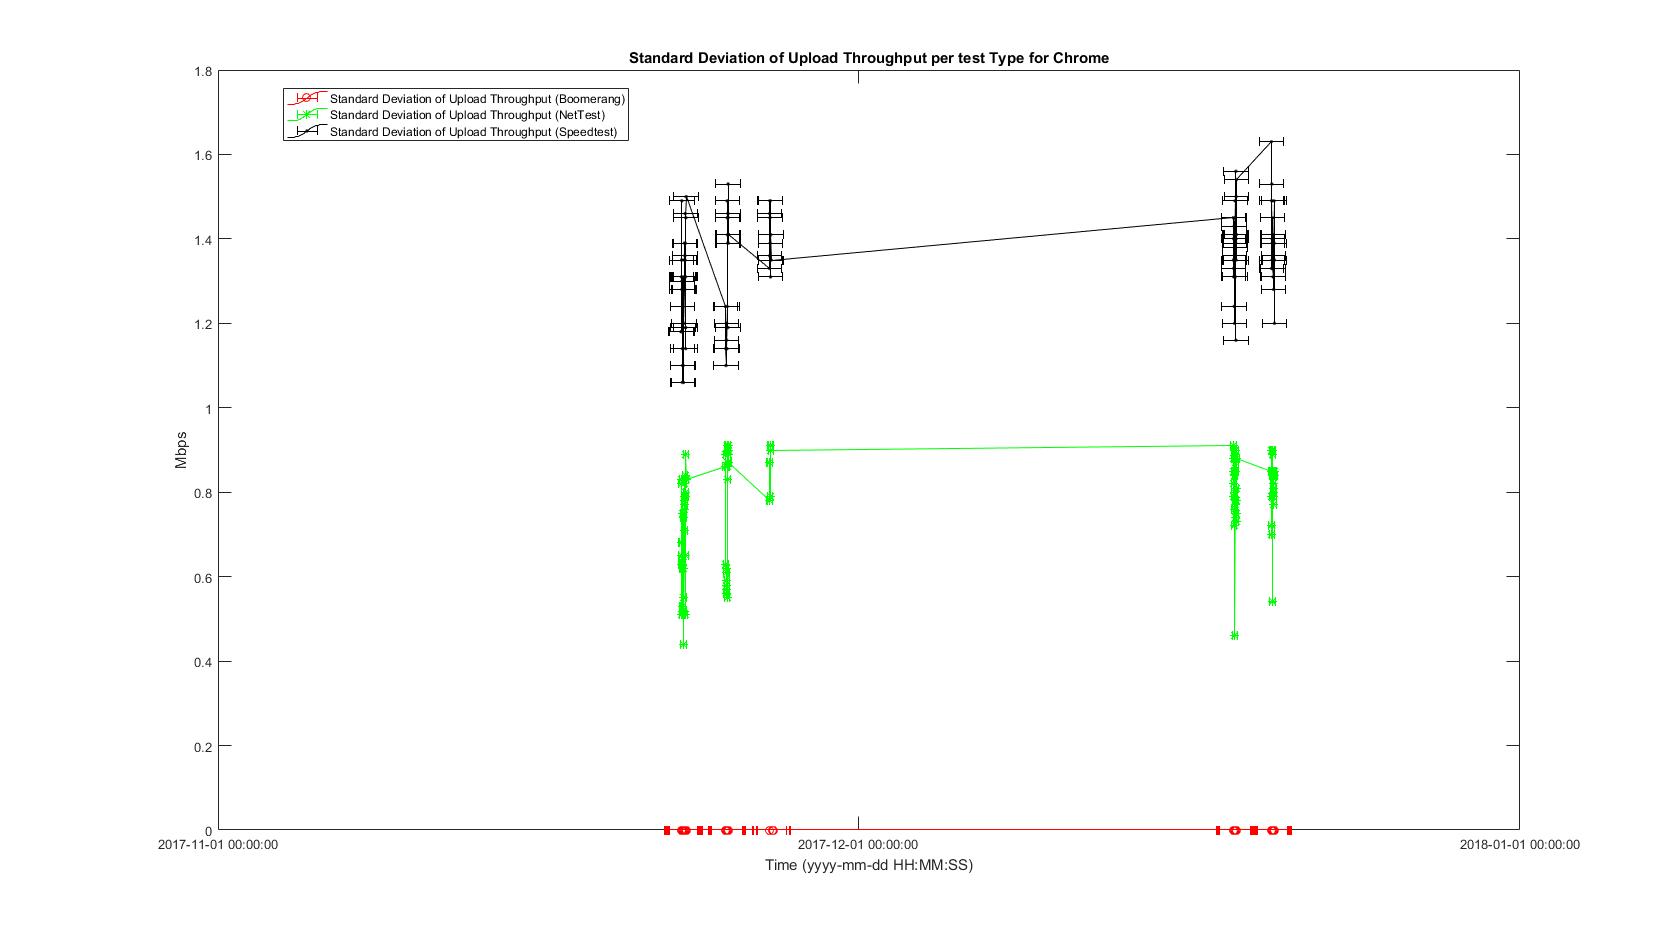 Standard Deviation of Upload Throughput per test Type for Chrome
1.8
Standard Deviation of Upload Throughput (Boomerang)
Standard Deviation of Upload Throughput (NetTest)
Standard Deviation of Upload Throughput (Speedtest)
1.6
1.4
1.2
1
Mbps
0.8
0.6
0.4
0.2
0
2017-11-01 00:00:00 2017-12-01 00:00:00 2018-01-01 00:00:00
Time (yyyy-mm-dd HH:MM:SS)